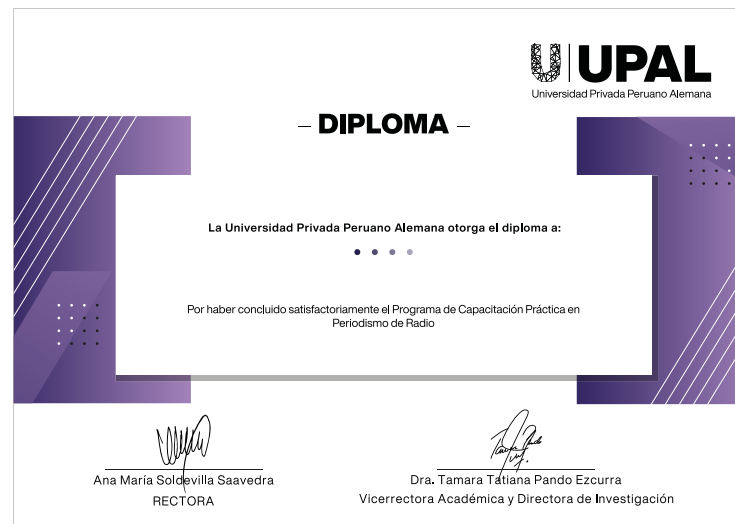 UPAL
Universidad Privada Peruano Alemana
– DIPLOMA –
La Universidad Privada Peruano Alemana otorga el diploma a:
Por haber concluido satisfactoriamente el Programa de Capacitación Práctica en
Periodismo de Radio
Ana María Soldevilla Saavedra
RECTORA
Dra. Tamara Tatiana Pando Ezcurra
Vicerrectora Académica y Directora de Investigación